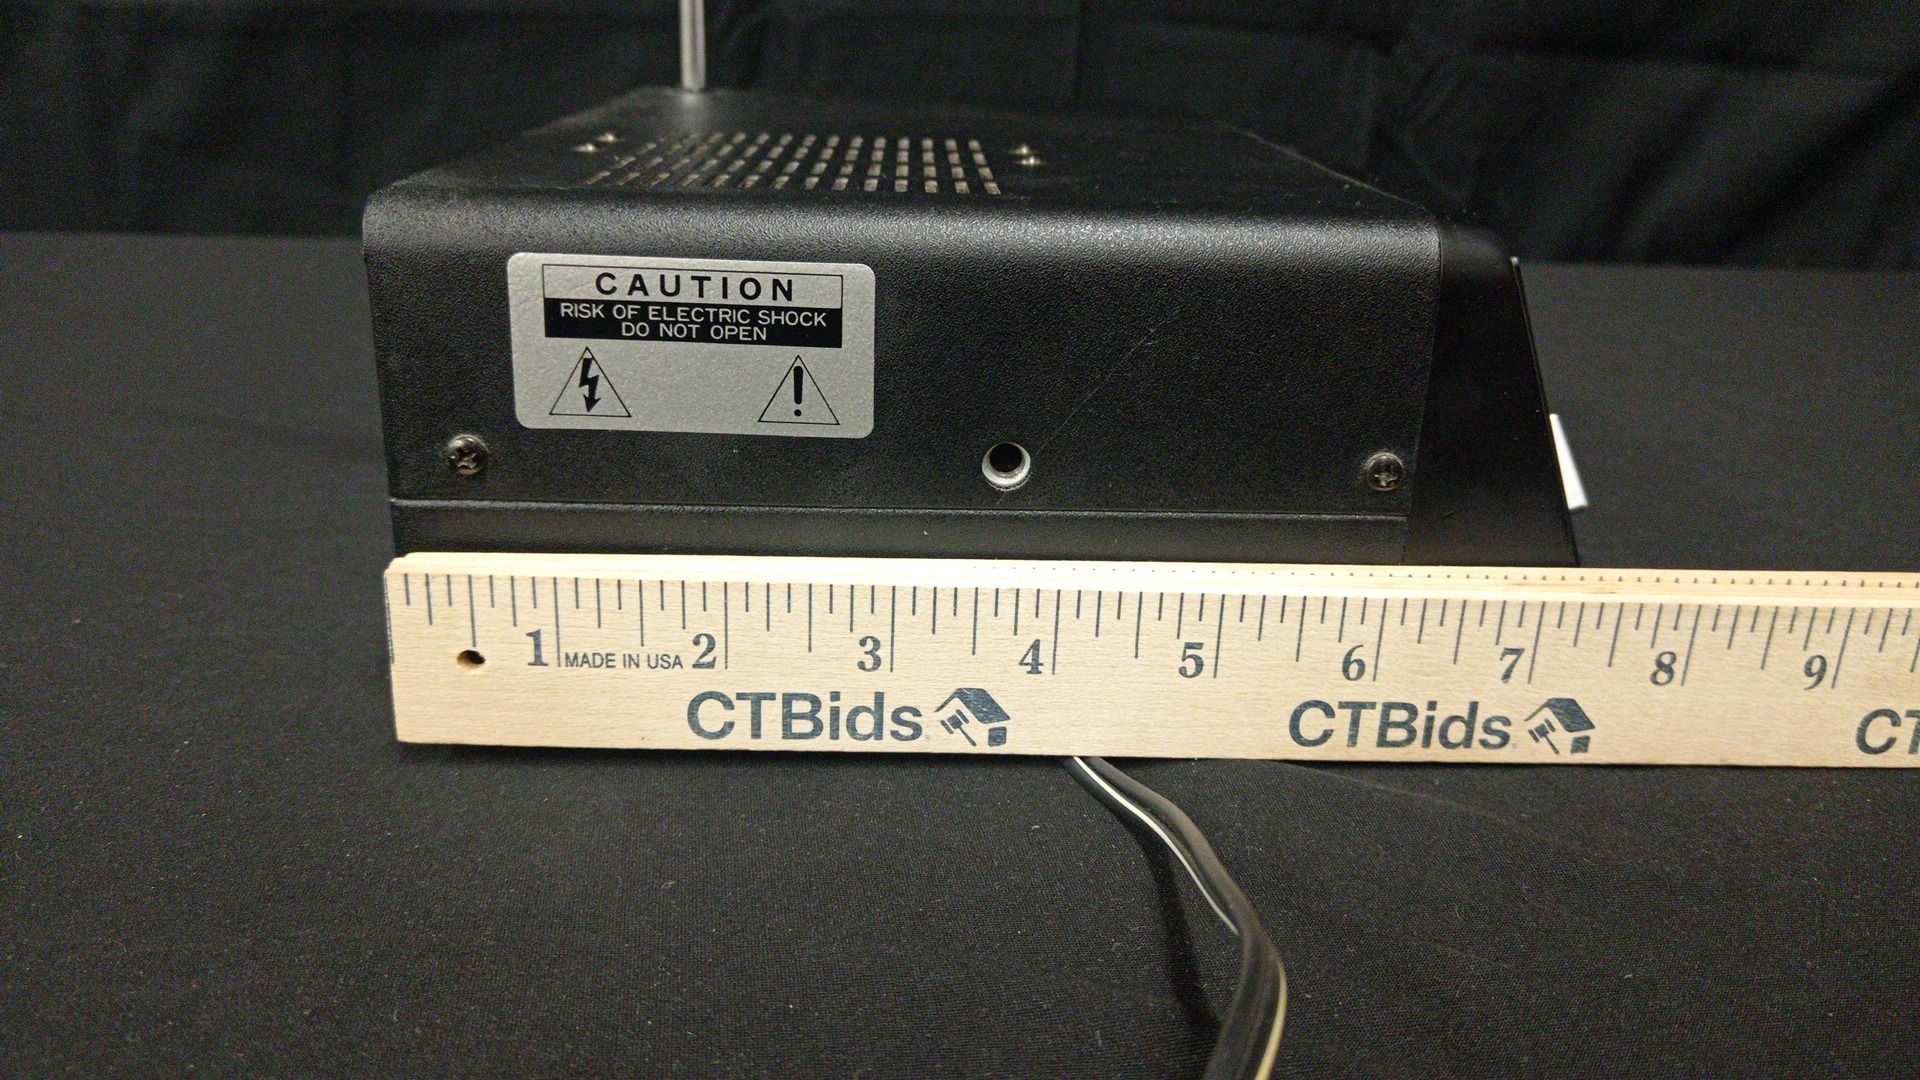 CAUTION
RISK OF ELECTRIC SHOCK
DO NOT OPEN
1 MADE IN USA 2 3 4 5 6 7 8 9
CTBids CTBids CT